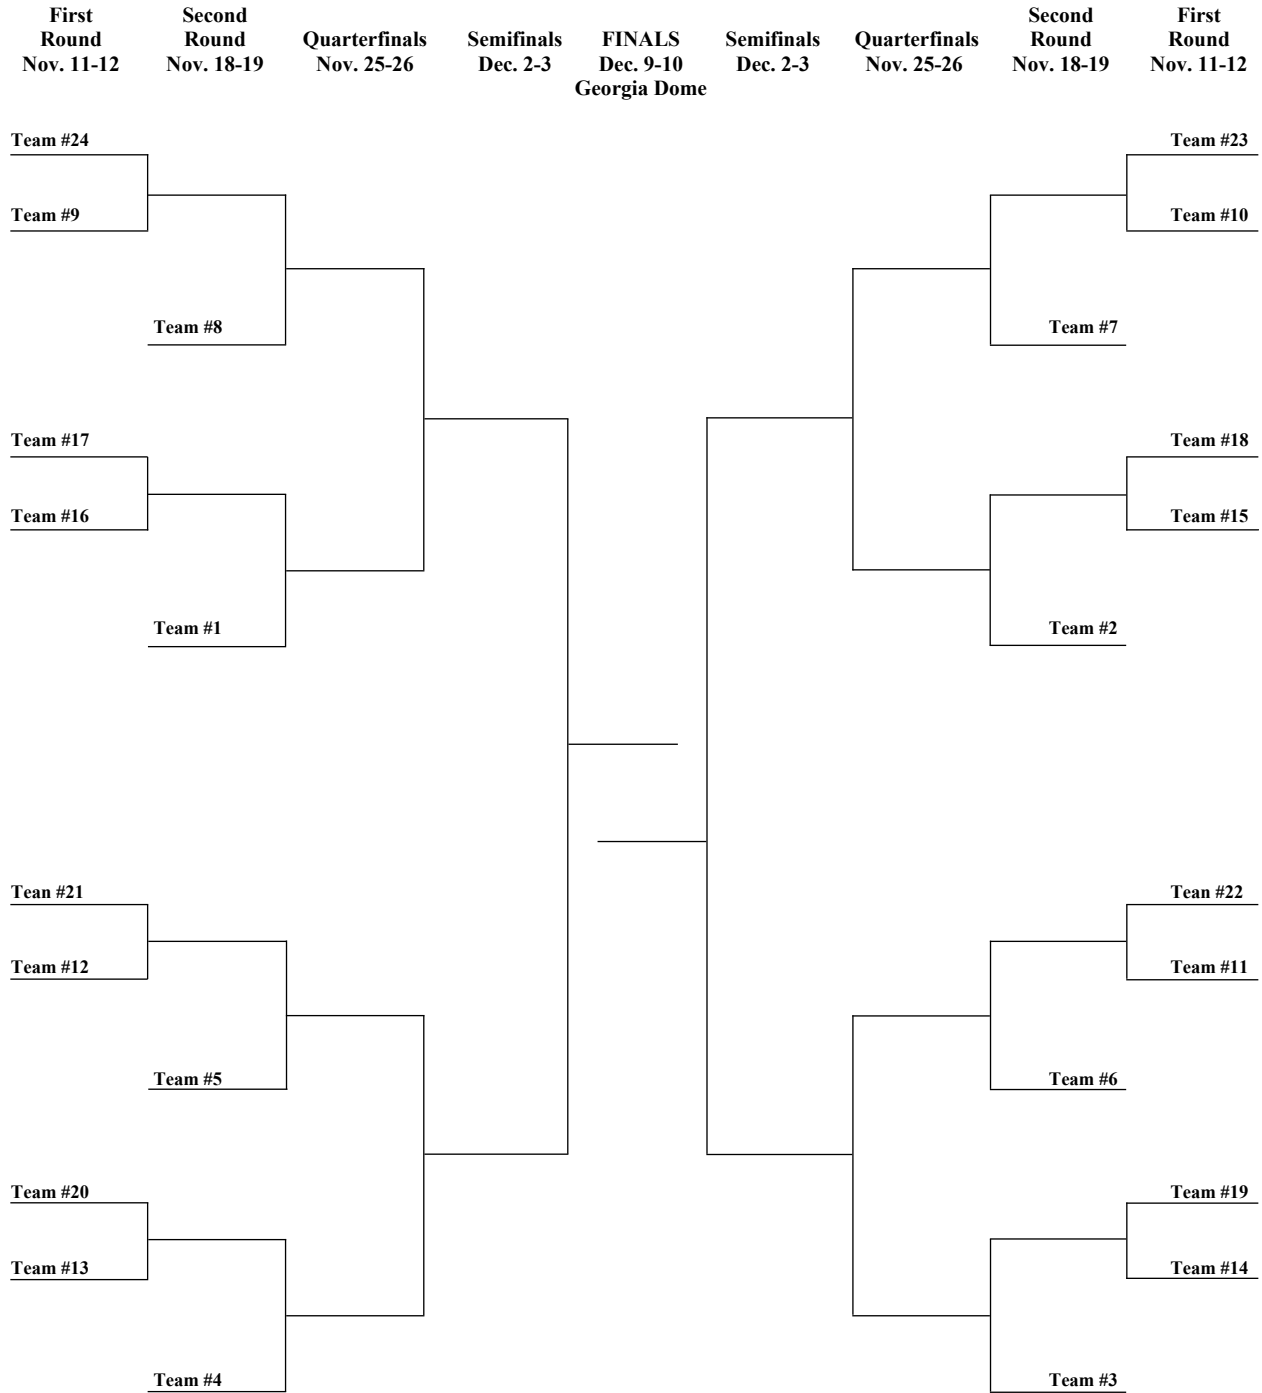 First
Round
Nov. 11-12
Second
Round
Nov. 18-19
Quarterfinals
Nov. 25-26
Semifinals
Dec. 2-3
FINALS
Dec. 9-10
Georgia Dome
Semifinals
Dec. 2-3
Quarterfinals
Nov. 25-26
Second
Round
Nov. 18-19
First
Round
Nov. 11-12
Team #24
Team #23
Team #9
Team #10
Team #8
Team #7
Team #17
Team #18
Team #16
Team #15
Team #1
Team #2
Tean #21
Tean #22
Team #12
Team #11
Team #5
Team #6
Team #20
Team #19
Team #13
Team #14
Team #4
Team #3